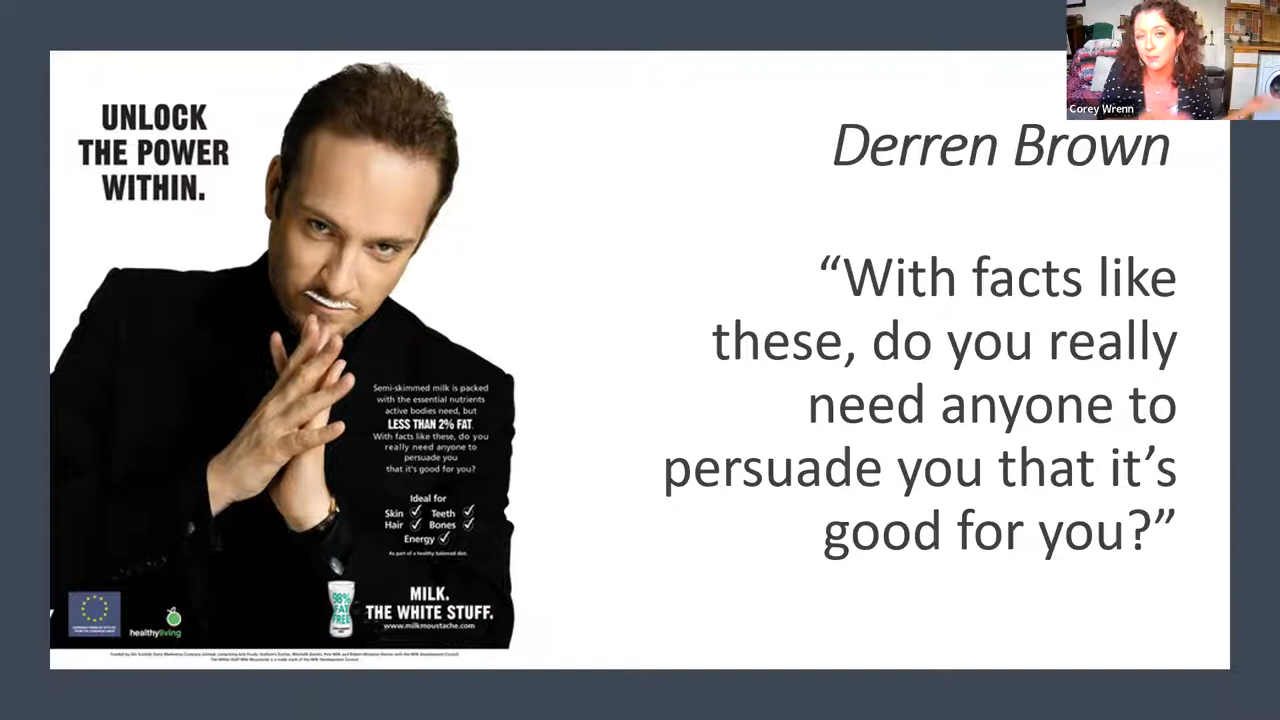 Corey Wrenn
UNLOCK
THE POWER
WITHIN.
Semi-skimmed milk is packed
with the essential nutrients
active bodies need, but
LESS THAN 2% FAT.
With facts like these, do you
really need anyone to
persuade you
that it's good for you?
Ideal for
Skin Teeth
Hair Bones
Energy
As part of a healthy balanced diet.
98%
FAT
FREE
MILK.
THE WHITE STUFF.
www.milkmoustache.com
healthyliving
Derren Brown
“With facts like
these, do you really
need anyone to
persuade you that it’s
good for you?”